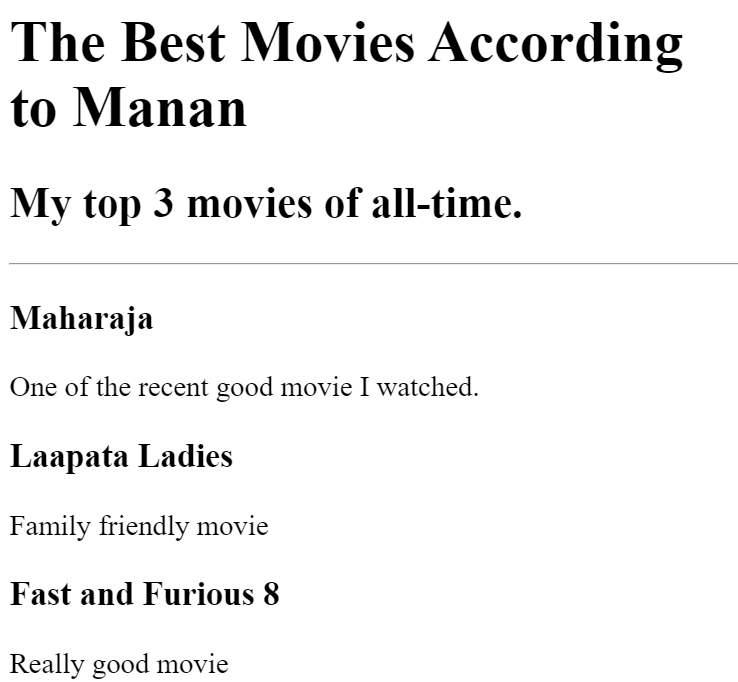 The Best Movies According
to Manan
My top 3 movies of all-time.
Maharaja
One of the recent good movie I watched.
Laapata Ladies
Family friendly movie
Fast and Furious 8
Really good movie